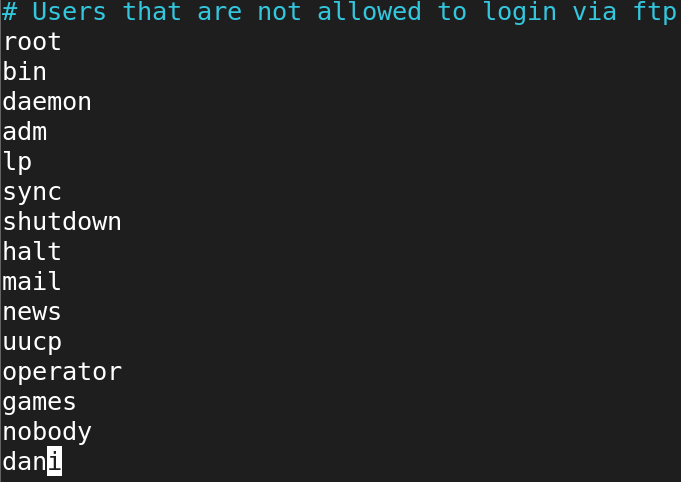 # Users that are not allowed to login via ftp
root
bin
daemon
adm
lp
sync
shutdown
halt
mail
news
uucp
operator
games
nobody
dani